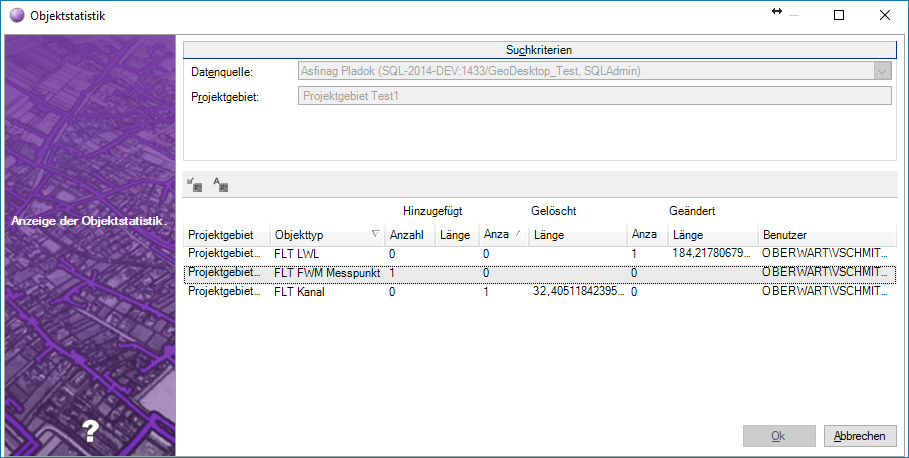 Objektstatistik
Suchkriterien
Datenquelle: Asfinag Pladok (SQL-2014-DEV:1433/GeoDesktop_Test, SQLAdmin)
Projektgebiet: Projektgebiet Test1
Anzeige der Objektstatistik.
Hinzugefügt Gelöscht Geändert
Projektgebiet Objekttyp Anzahl Länge Anza Länge Anza Länge Benutzer
Projektgebiet... FLT LWL 0 0 1 184,21780679... OBERWART\VSCHMIT...
Projektgebiet... FLT FWM Messpunkt 1 0 0 OBERWART\VSCHMIT...
Projektgebiet... FLT Kanal 0 1 32,40511842395... 0 OBERWART\VSCHMIT...
?
Ok Abbrechen